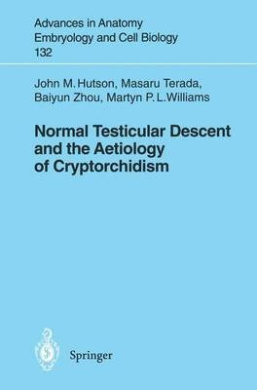 Advances in Anatomy
Embryology and Cell Biology
132
John M. Hutson, Masaru Terada,
Baiyun Zhou, Martyn P. L. Williams
Normal Testicular Descent
and the Aetiology
of Cryptorchidism
Springer